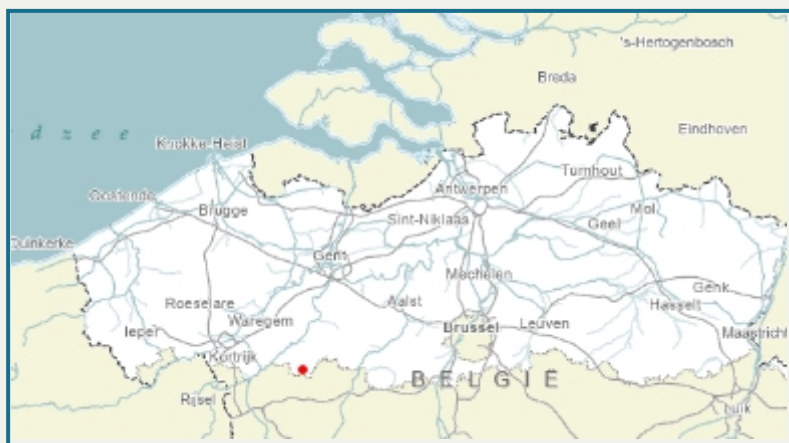 's-Hertogenbosch
Breda
Eindhoven
d z e e
Knokke-Heist
Turnhout
Antwerpen
Oostende
Brugge
Sint-Niklaas
Mol
Geel
Duinkerke
Gent
Mechelen
Genk
Roeselare
Aalst
Hasselt
Waregem
Brussel
Leuven
Ieper
Maastricht
Kortrijk
BELGIË
Rijsel
Luik